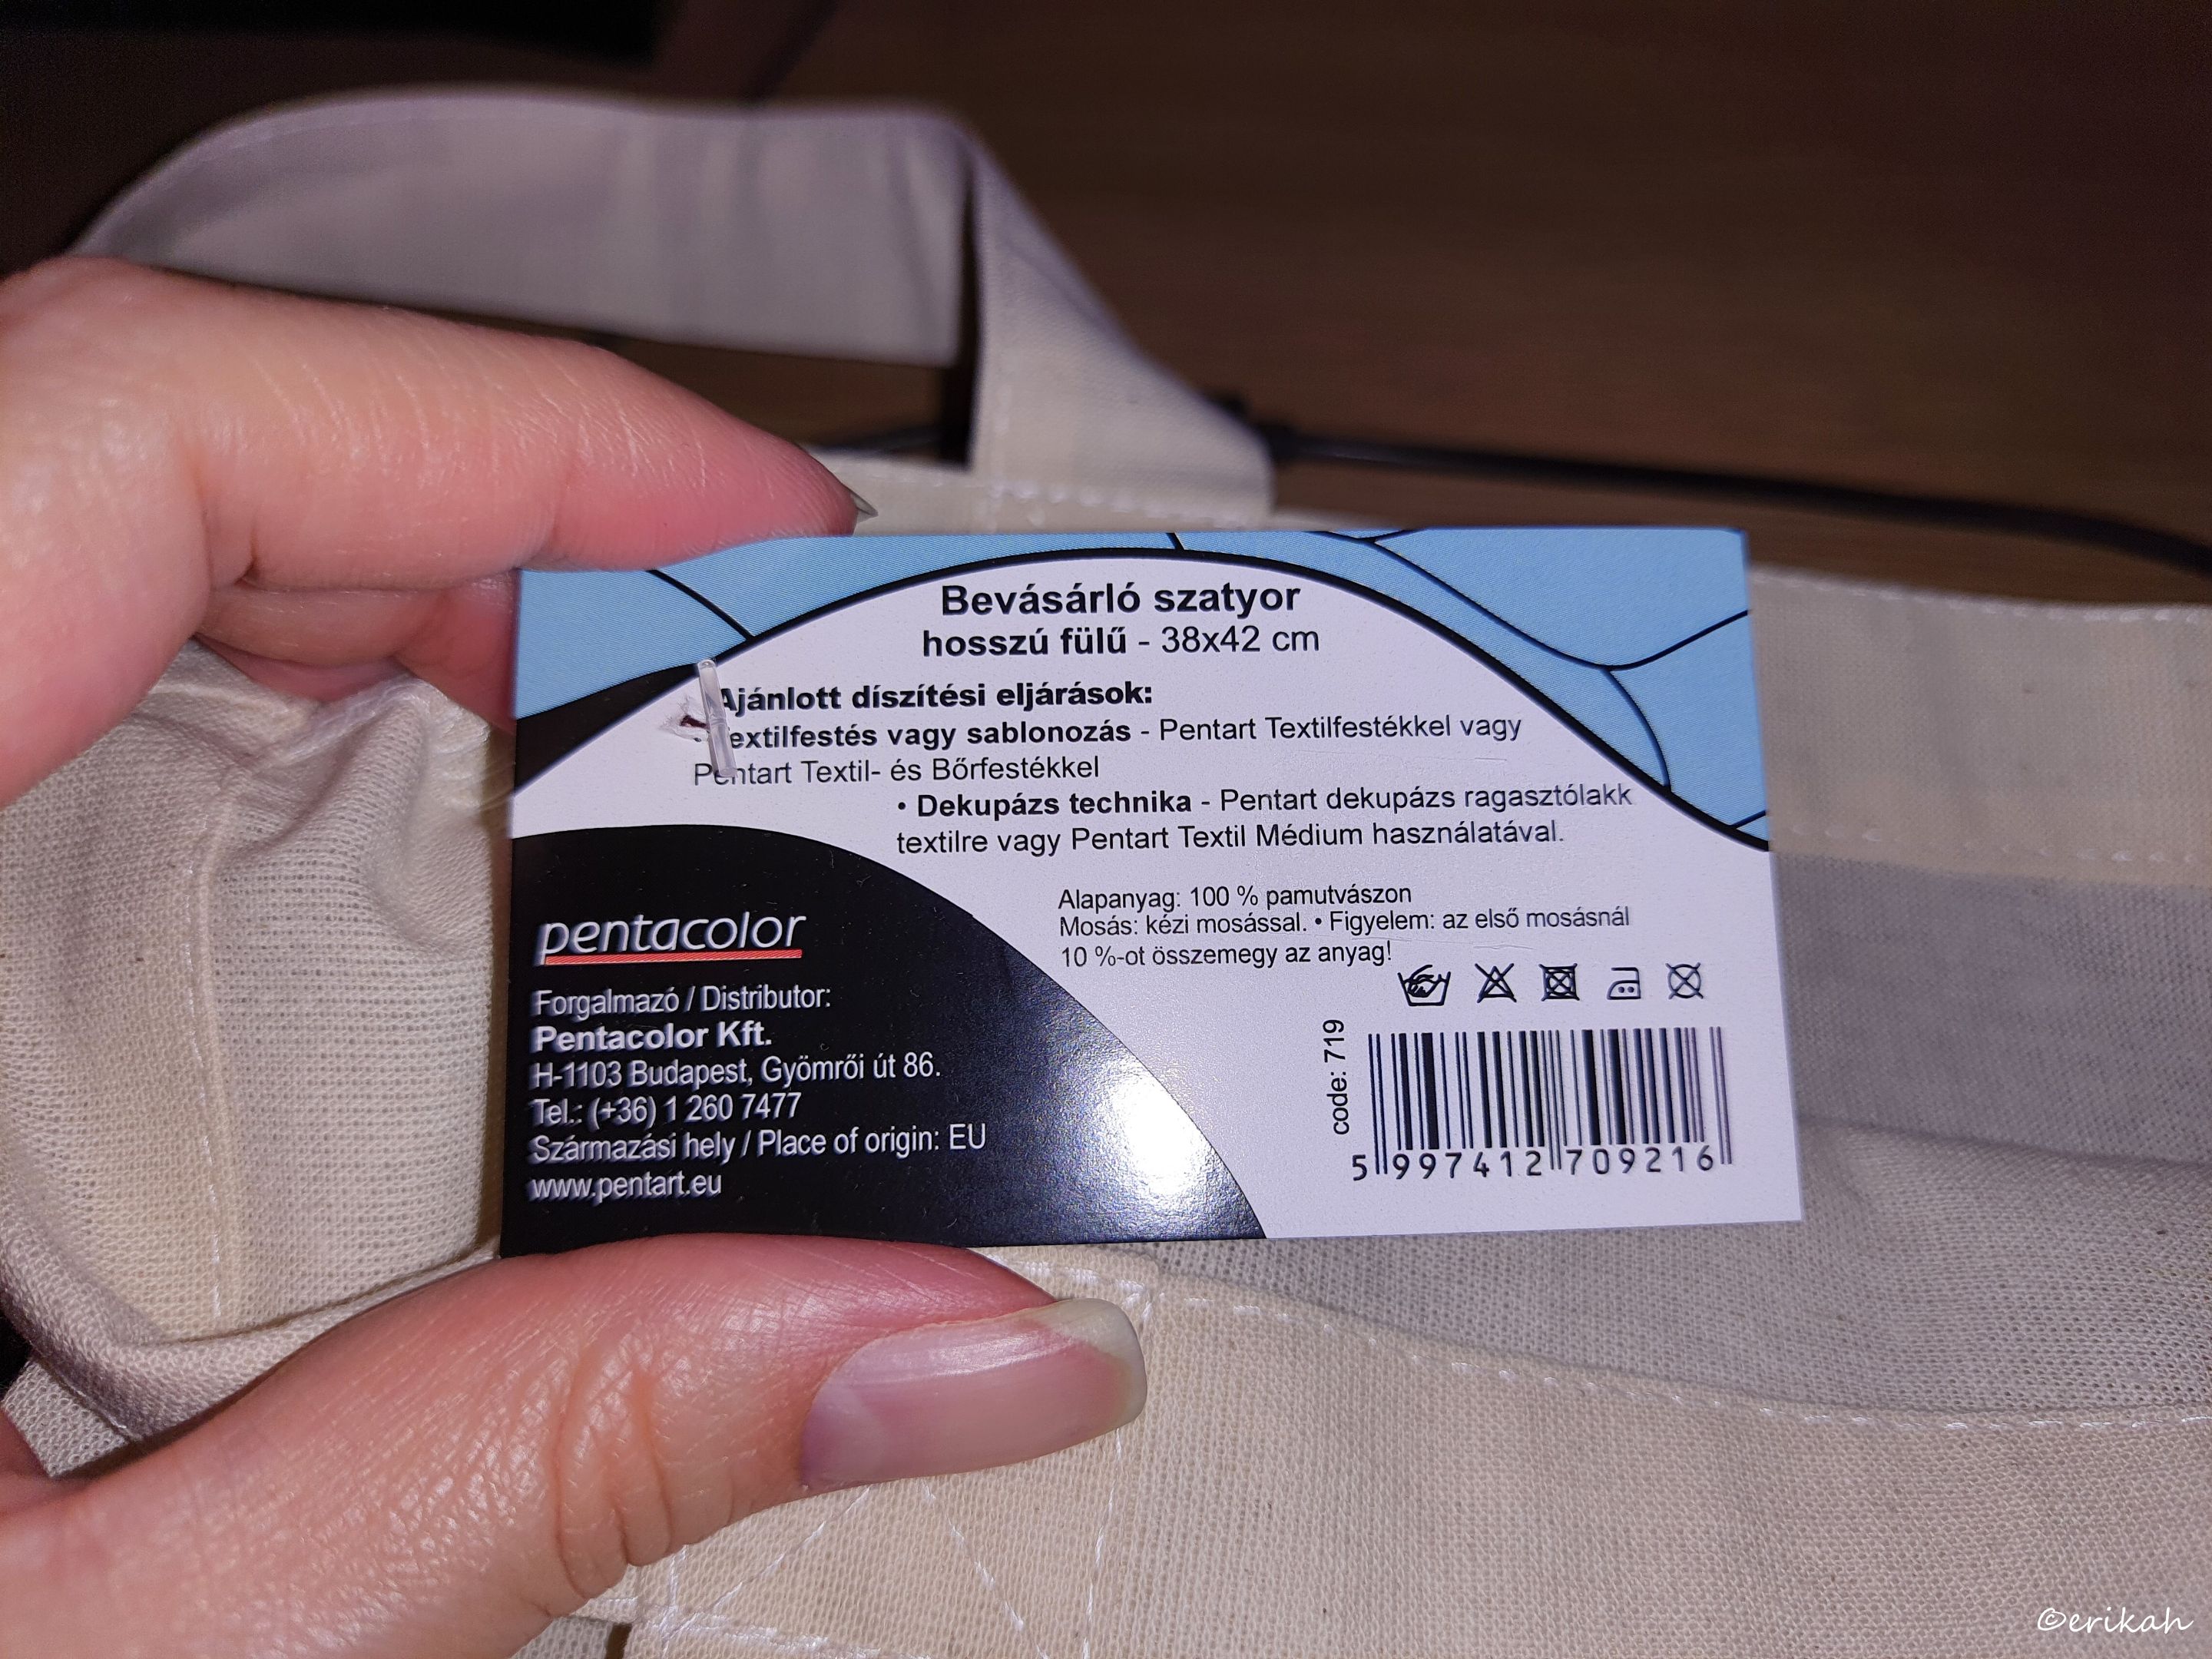 Bevásárló szatyor
hosszú fülű - 38x42 cm
Ajánlott díszítési eljárások:
Textilfestés vagy sablonozás - Pentart Textilfestékkel vagy
Pentart Textil- és Bőrfestékkel
• Dekupázs technika - Pentart dekupázs ragasztólakk
textilre vagy Pentart Textil Médium használatával.
Alapanyag: 100 % pamutvászon
Mosás: kézi mosással. • Figyelem: az első mosásnál
10 %-ot összemegy az anyag!
pentacolor
Forgalmazó / Distributor:
Pentacolor Kft.
H-1103 Budapest, Gyömrői út 86.
Tel.: (+36) 1 260 7477
Származási hely / Place of origin: EU
www.pentart.eu
code: 719
5 997412 709216
©erikah